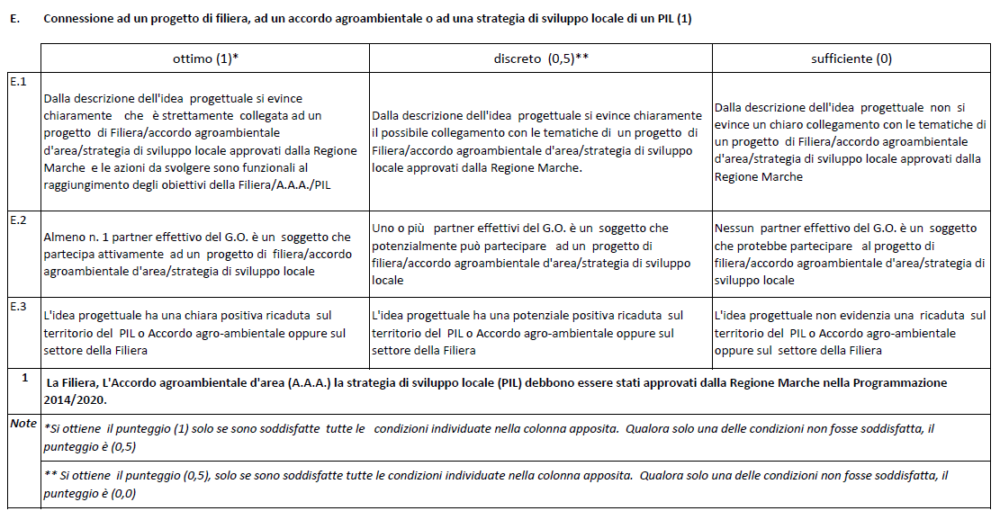 E. Connessione ad un progetto di filiera, ad un accordo agroambientale o ad una strategia di sviluppo locale di un PIL (1)
ottimo (1)* discreto (0,5)** sufficiente (0)
E.1
Dalla descrizione dell'idea progettuale si evince
chiaramente che è strettamente collegata ad un
progetto di Filiera/accordo agroambientale
d'area/strategia di sviluppo locale approvati dalla Regione
Marche e le azioni da svolgere sono funzionali al
raggiungimento degli obiettivi della Filiera/A.A.A./PIL
Dalla descrizione dell'idea progettuale si evince chiaramente
il possibile collegamento con le tematiche di un progetto di
Filiera/accordo agroambientale d'area/strategia di sviluppo
locale approvati dalla Regione Marche.
Dalla descrizione dell'idea progettuale non si
evince un chiaro collegamento con le tematiche di
un progetto di Filiera/accordo agroambientale
d'area/strategia di sviluppo locale approvati dalla
Regione Marche
E.2
Almeno n. 1 partner effettivo del G.O. è un soggetto che
partecipa attivamente ad un progetto di filiera/accordo
agroambientale d'area/strategia di sviluppo locale
Uno o più partner effettivi del G.O. è un soggetto che
potenzialmente può partecipare ad un progetto di
filiera/accordo agroambientale d'area/strategia di sviluppo
locale
Nessun partner effettivo del G.O. è un soggetto
che protebbe partecipare al progetto di
filiera/accordo agroambientale d'area/strategia di
sviluppo locale
E.3
L'idea progettuale ha una chiara positiva ricaduta sul
territorio del PIL o Accordo agro-ambientale oppure sul
settore della Filiera
L'idea progettuale ha una potenziale positiva ricaduta sul
territorio del PIL o Accordo agro-ambientale oppure sul
settore della Filiera
L'idea progettuale non evidenzia una ricaduta sul
territorio del PIL o Accordo agro-ambientale
oppure sul settore della Filiera
1 La Filiera, L'Accordo agroambientale d'area (A.A.A.) la strategia di sviluppo locale (PIL) debbono essere stati approvati dalla Regione Marche nella Programmazione
2014/2020.
Note *Si ottiene il punteggio (1) solo se sono soddisfatte tutte le condizioni individuate nella colonna apposita. Qualora solo una delle condizioni non fosse soddisfatta, il
punteggio è (0,5)
** Si ottiene il punteggio (0,5), solo se sono soddisfatte tutte le condizioni individuate nella colonna apposita. Qualora solo una delle condizioni non fosse soddisfatta, il
punteggio è (0,0)